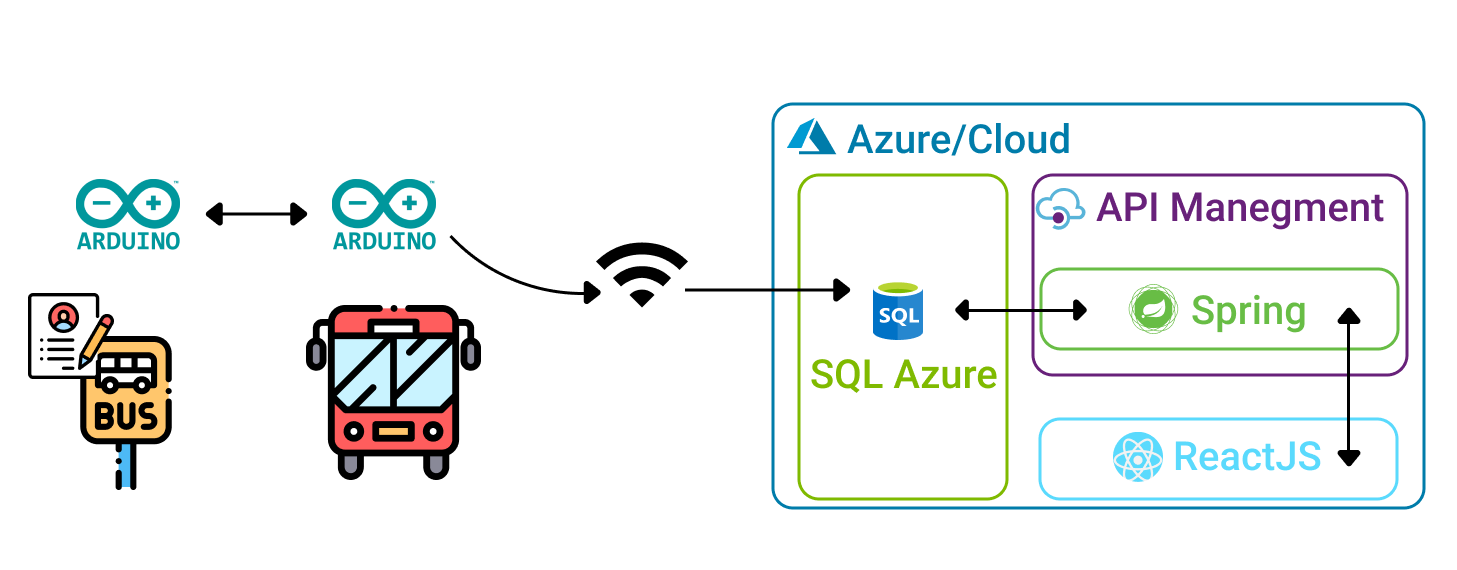 Azure/Cloud
API Manegment
ARDUINO
ARDUINO
SQL
Spring
SQL Azure
BUS
ReactJS